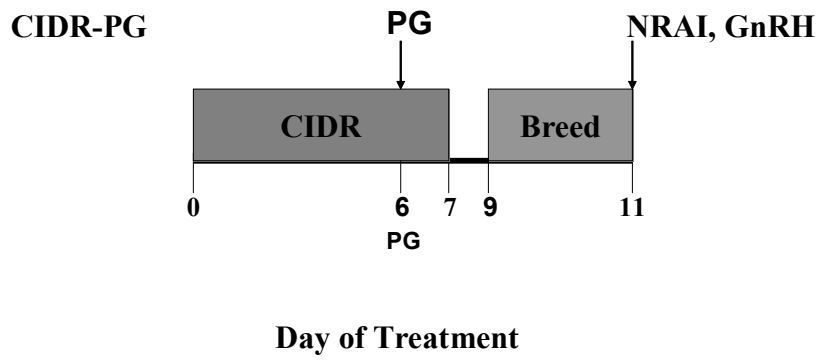 CIDR-PG PG NRAI, GnRH
CIDR Breed
0 6 7 9 11
PG
Day of Treatment